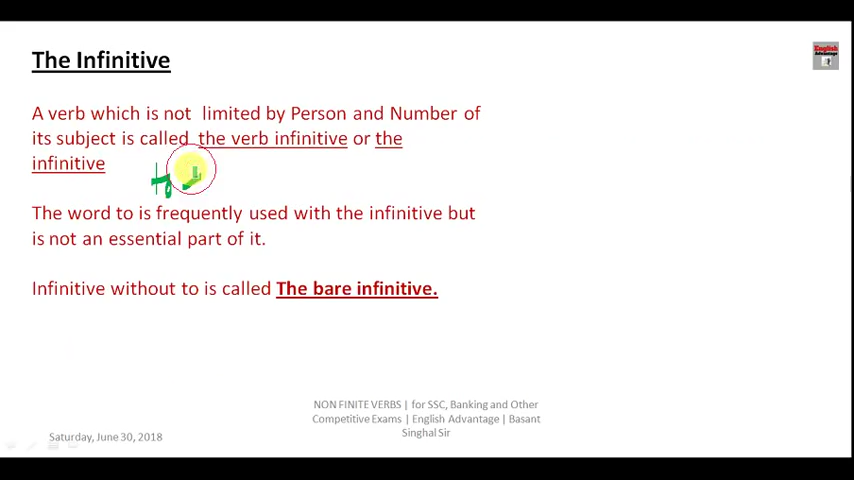 The Infinitive
English
Advantage
A verb which is not limited by Person and Number of
its subject is called the verb infinitive or the
infinitive
The word to is frequently used with the infinitive but
is not an essential part of it.
Infinitive without to is called The bare infinitive.
NON FINITE VERBS | for SSC, Banking and Other
Competitive Exams | English Advantage | Basant
Singhal Sir
Saturday, June 30, 2018